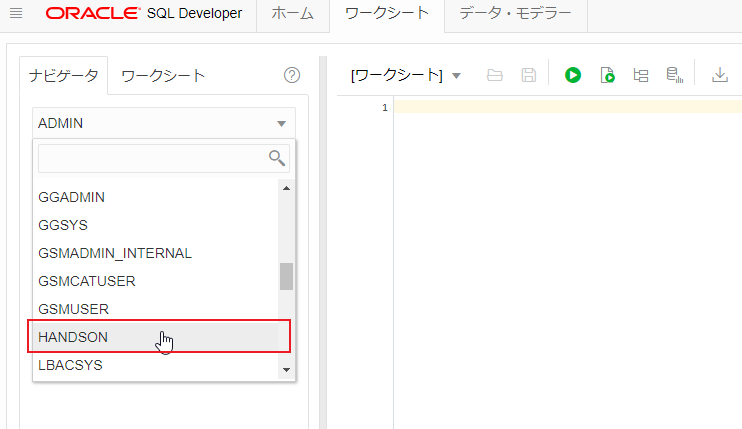 ORACLE SQL Developer
ホーム
ワークシート
データ・モデラー
ナビゲータ
ワークシート
?
[ワークシート]
ADMIN
1
GGADMIN
GGSYS
GSMADMIN_INTERNAL
GSMCATUSER
GSMUSER
HANDSON
LBACSYS